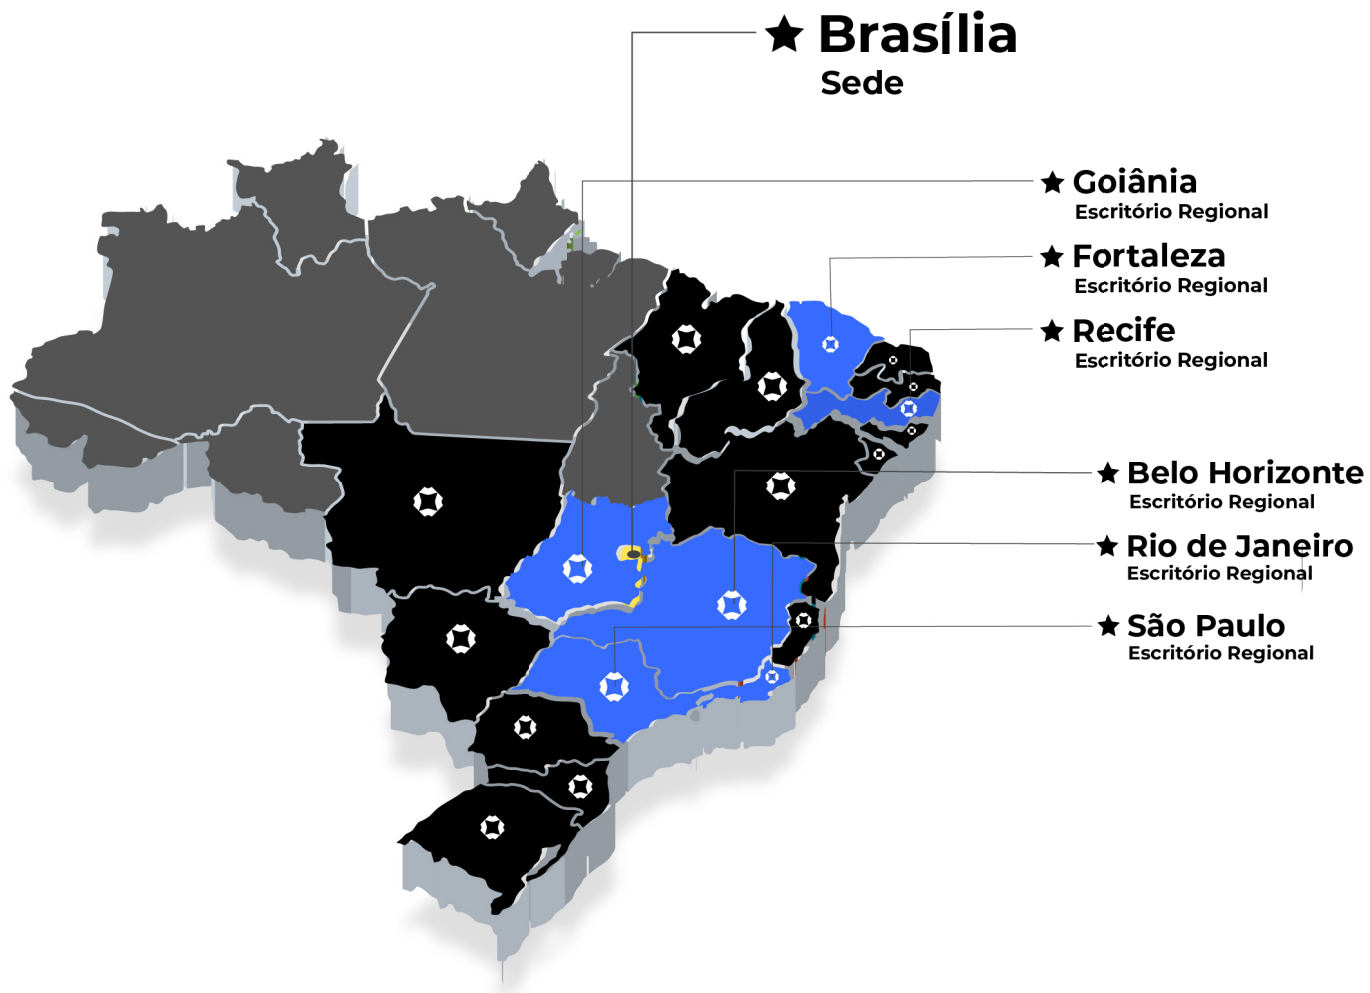 Brasília
Sede
Goiânia
Escritório Regional
Fortaleza
Escritório Regional
Recife
Escritório Regional
Belo Horizonte
Escritório Regional
Rio de Janeiro
Escritório Regional
São Paulo
Escritório Regional